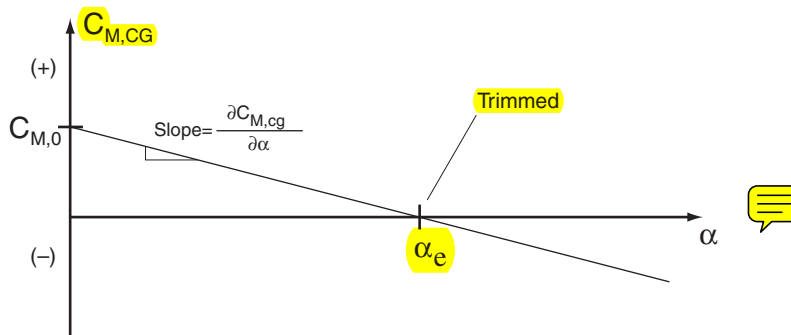 C_M,CG
(+)
Trimmed
C_M,0
Slope= ∂C_M,cg / ∂α
α
α_e
(–)